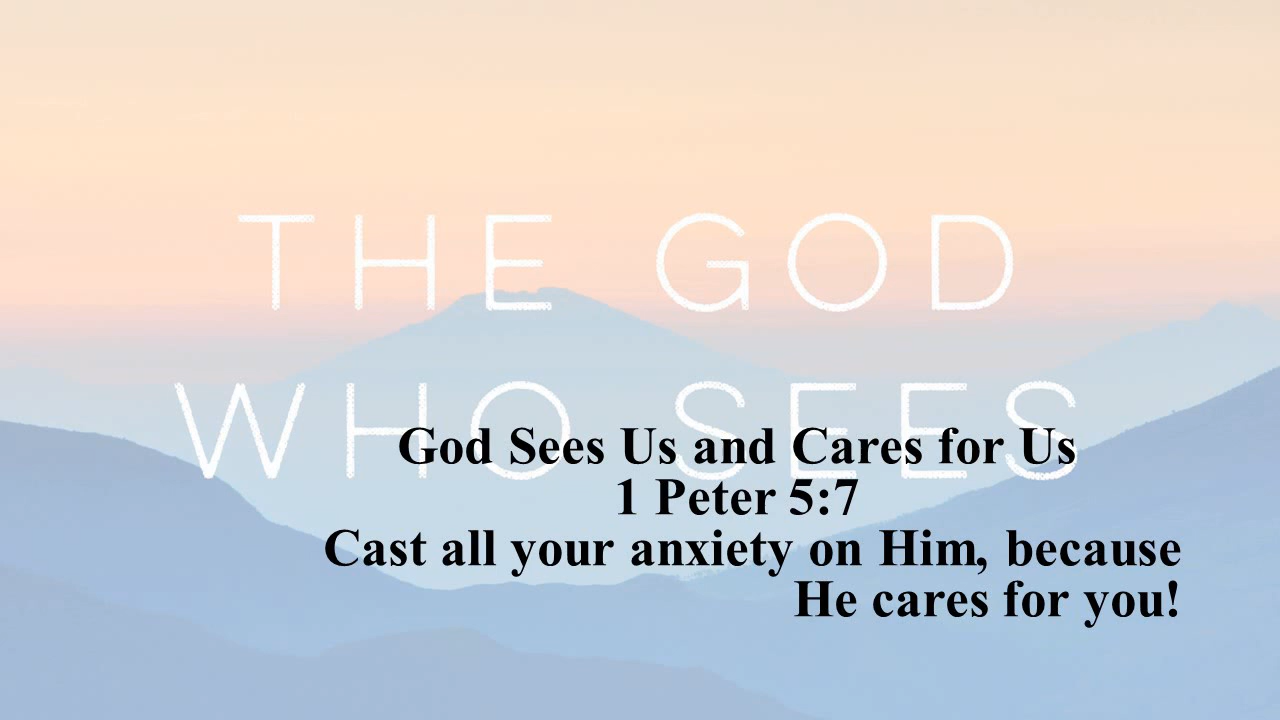 THE GOD
WHO SEES
God Sees Us and Cares for Us
1 Peter 5:7
Cast all your anxiety on Him, because
He cares for you!